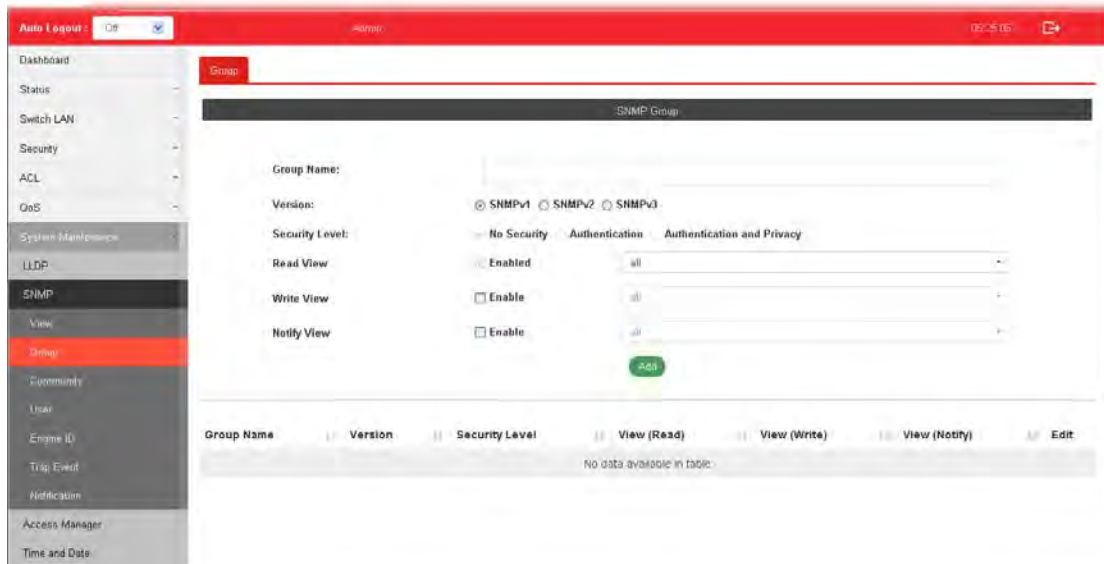 Auto Logout : Off
Admin
Dashboard
Status
Switch LAN
Security
ACL
QoS
System Maintenance
LLDP
SNMP
View
Group
Community
User
Engine ID
Trap Event
Notification
Access Manager
Time and Date
Group
SNMP Group
Group Name:
Version: SNMPv1 SNMPv2 SNMPv3
Security Level: No Security Authentication Authentication and Privacy
Read View Enabled all
Write View Enable all
Notify View Enable all
Add
Group Name Version Security Level View (Read) View (Write) View (Notify) Edit
No data available in table